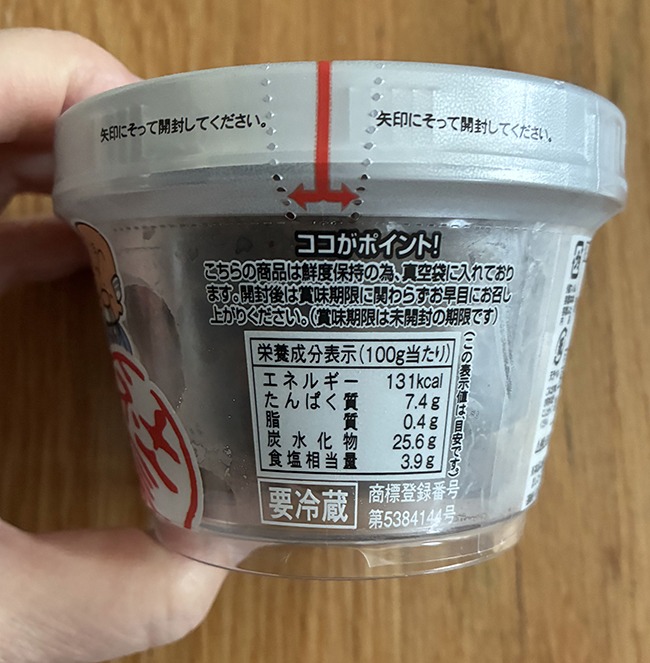 矢印にそって開封してください。
矢印にそって開封してください。
ココがポイント!
こちらの商品は鮮度保持の為、真空袋に入れており
ます。開封後は賞味期限に関わらずお早目にお召し
上がりください。(賞味期限は未開封の期限です)
栄養成分表示(100g当たり)
エネルギー 131kcal
たんぱく質 7.4g
脂質 0.4g
炭水化物 25.6g
食塩相当量 3.9g
(この表示値は、目安です。)
要冷蔵
商標登録番号
第5384144号